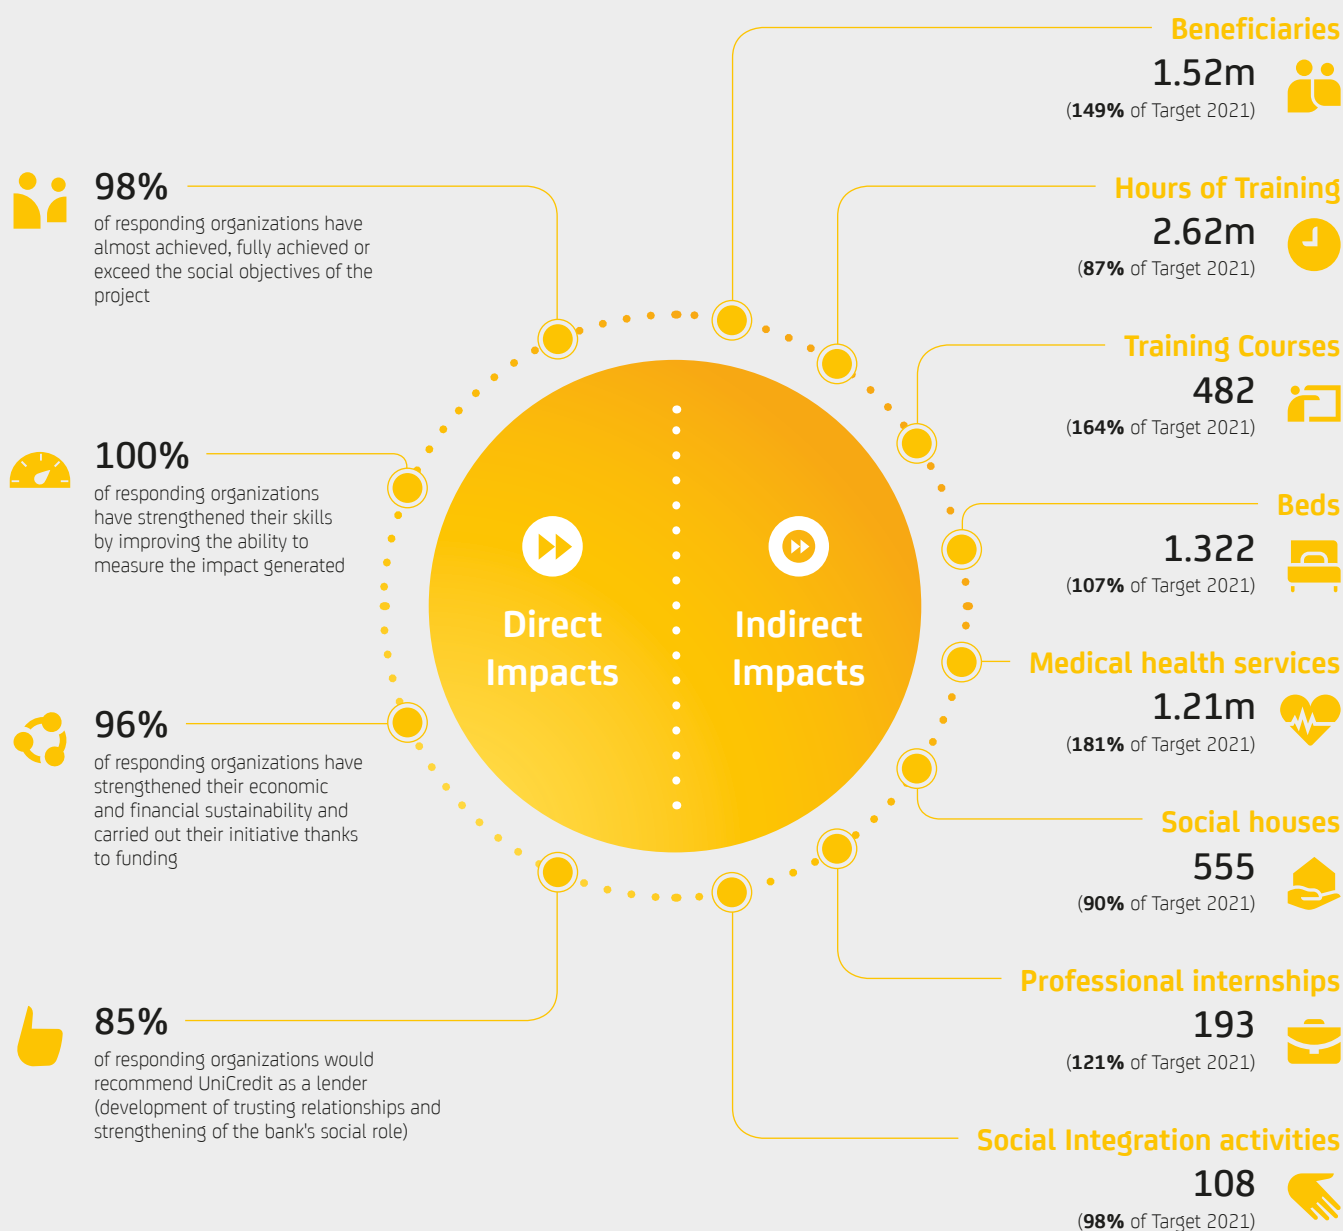 98%
of responding organizations have
almost achieved, fully achieved or
exceed the social objectives of the
project
100%
of responding organizations
have strengthened their skills
by improving the ability to
measure the impact generated
96%
of responding organizations have
strengthened their economic
and financial sustainability and
carried out their initiative thanks
to funding
85%
of responding organizations would
recommend UniCredit as a lender
(development of trusting relationships and
strengthening of the bank's social role)
Direct
Impacts
Indirect
Impacts
Beneficiaries
1.52m
(149% of Target 2021)
Hours of Training
2.62m
(87% of Target 2021)
Training Courses
482
(164% of Target 2021)
Beds
1.322
(107% of Target 2021)
Medical health services
1.21m
(181% of Target 2021)
Social houses
555
(90% of Target 2021)
Professional internships
193
(121% of Target 2021)
Social Integration activities
108
(98% of Target 2021)